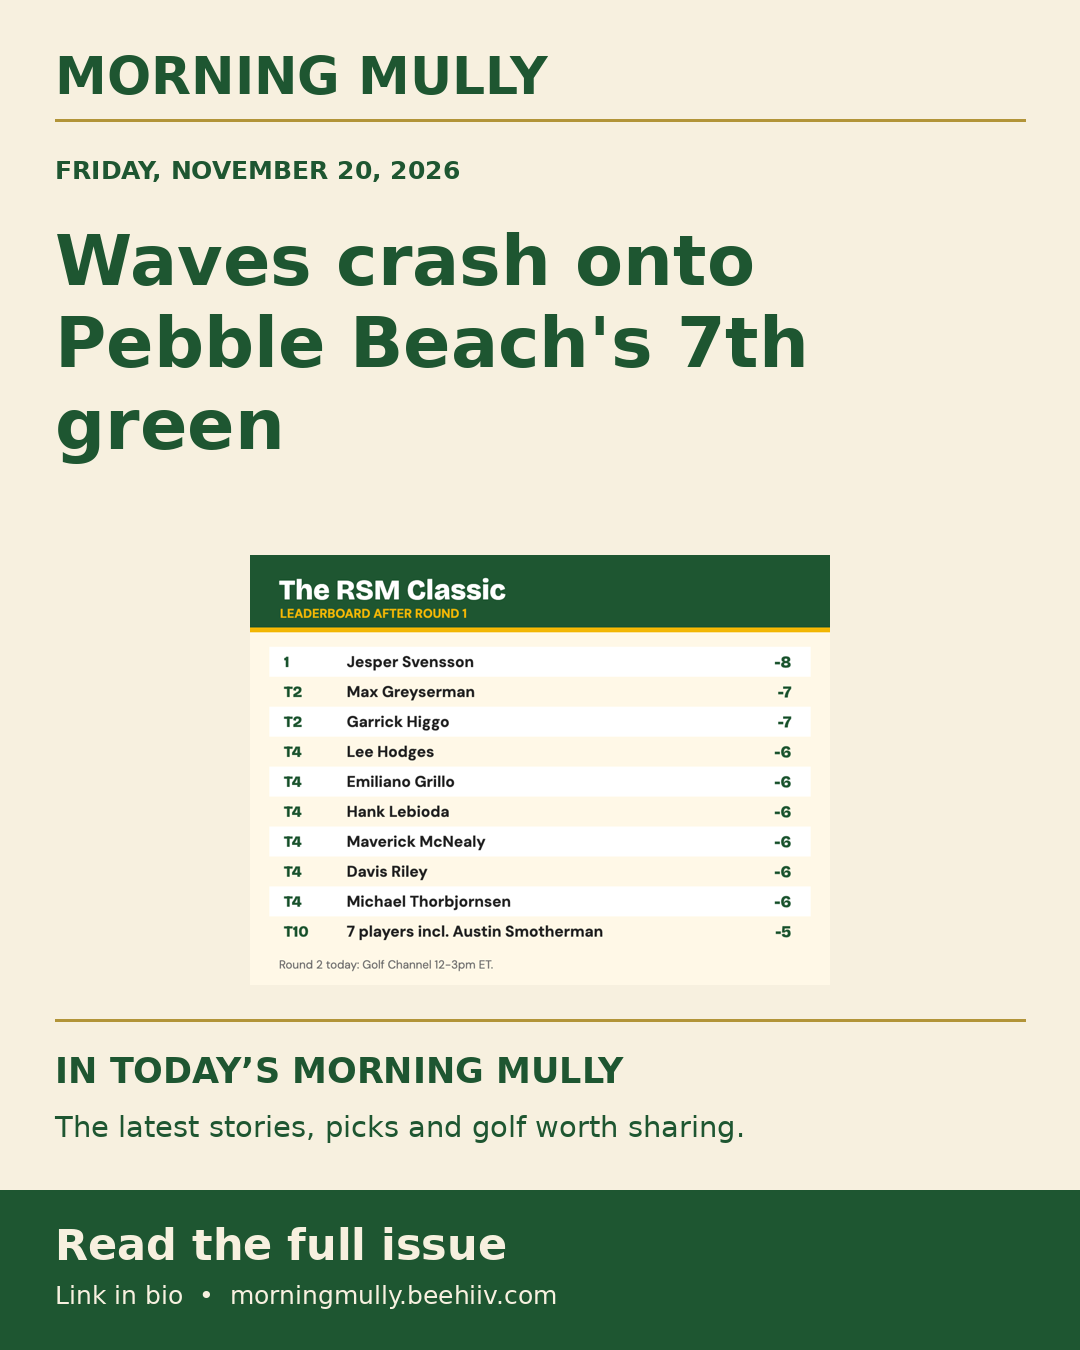 MORNING MULLY
FRIDAY, NOVEMBER 20, 2026
Waves crash onto
Pebble Beach's 7th
green
The RSM Classic
LEADERBOARD AFTER ROUND 1
1 Jesper Svensson -8
T2 Max Greyserman -7
T2 Garrick Higgo -7
T4 Lee Hodges -6
T4 Emiliano Grillo -6
T4 Hank Lebioda -6
T4 Maverick McNealy -6
T4 Davis Riley -6
T4 Michael Thorbjornsen -6
T10 7 players incl. Austin Smotherman -5
Round 2 today: Golf Channel 12-3pm ET.
IN TODAY’S MORNING MULLY
The latest stories, picks and golf worth sharing.
Read the full issue
Link in bio • morningmully.beehiiv.com